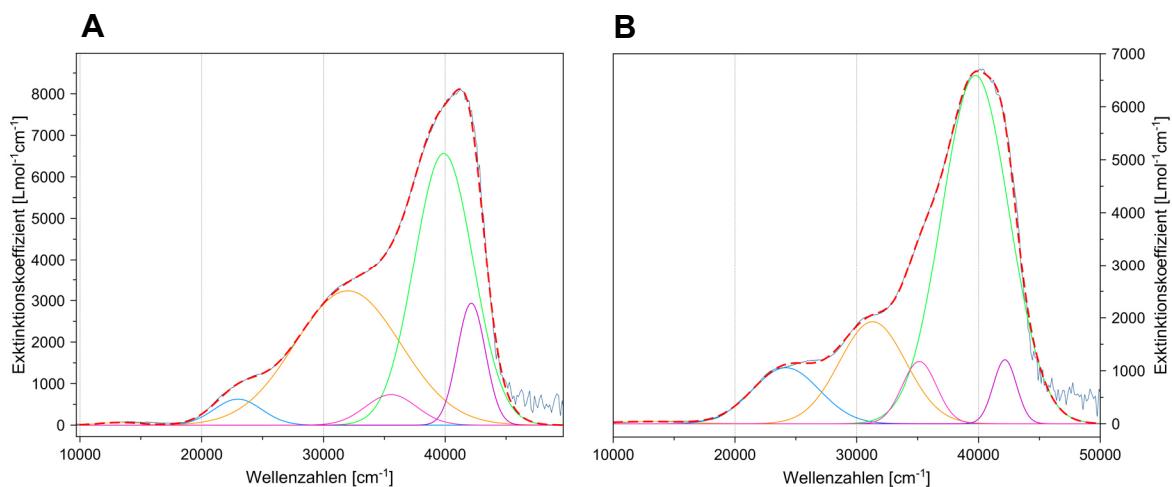 A
B
8000
7000
6000
5000
4000
3000
2000
1000
0
Exktinktionskoeffizient [Lmol-1cm-1]
10000 20000 30000 40000
Wellenzahlen [cm-1]
7000
6000
5000
4000
3000
2000
1000
0
Exktinktionskoeffizient [Lmol-1cm-1]
10000 20000 30000 40000 50000
Wellenzahlen [cm-1]